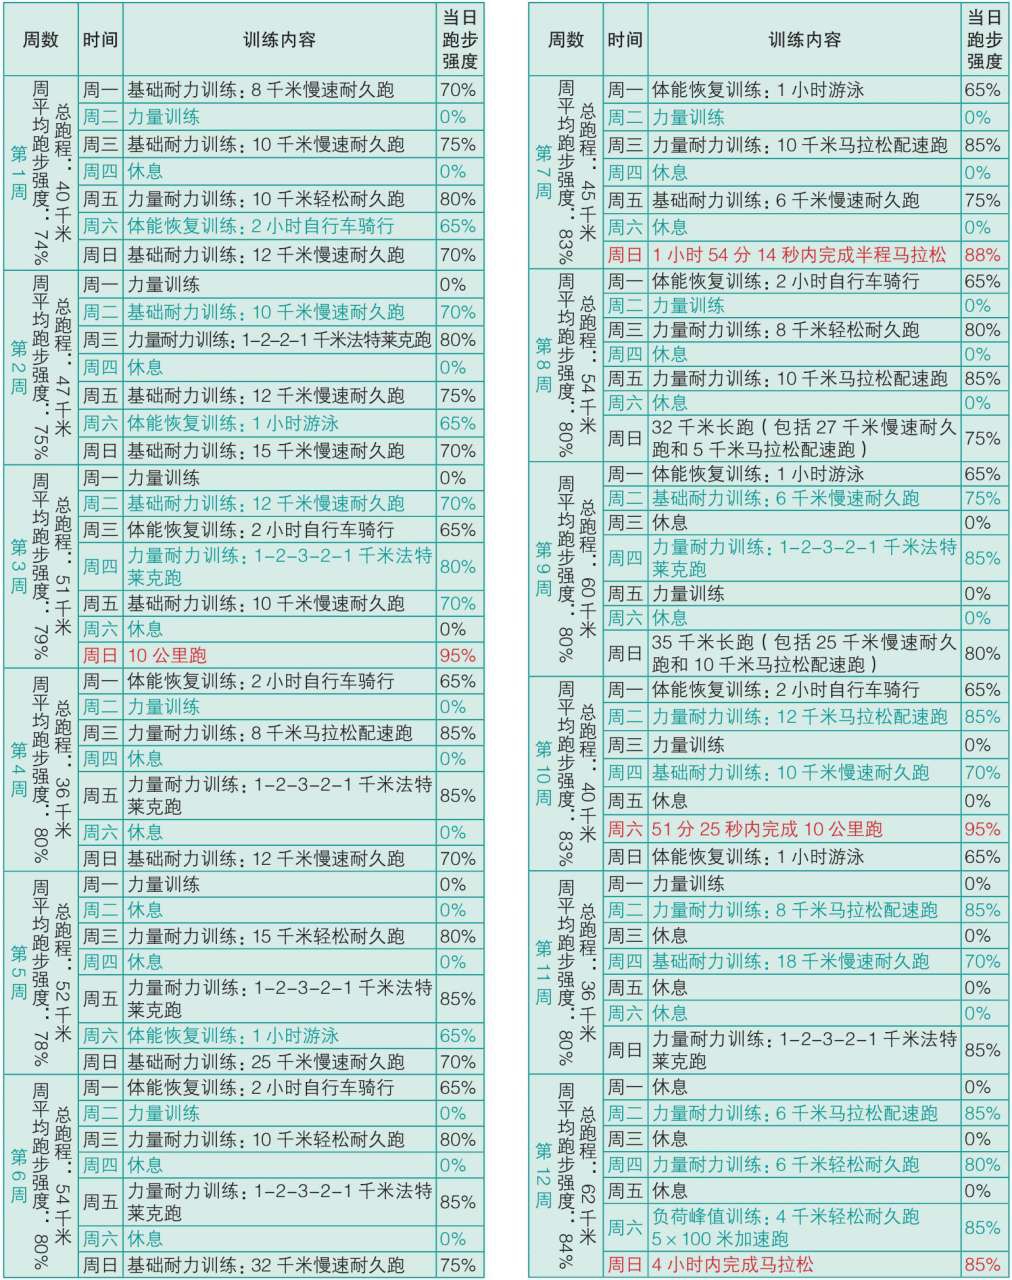 周数 时间 训练内容 当日跑步强度
第1周 周平均跑步强度：74% 总跑程：40千米
周一 基础耐力训练：8千米慢速耐久跑 70%
周二 力量训练 0%
周三 基础耐力训练：10千米慢速耐久跑 75%
周四 休息 0%
周五 力量耐力训练：10千米轻松耐久跑 80%
周六 体能恢复训练：2小时自行车骑行 65%
周日 基础耐力训练：12千米慢速耐久跑 70%
第2周 周平均跑步强度：75% 总跑程：47千米
周一 力量训练 0%
周二 基础耐力训练：10千米慢速耐久跑 70%
周三 力量耐力训练：1-2-2-1千米法特莱克跑 80%
周四 休息 0%
周五 基础耐力训练：12千米慢速耐久跑 75%
周六 体能恢复训练：1小时游泳 65%
周日 基础耐力训练：15千米慢速耐久跑 70%
第3周 周平均跑步强度：79% 总跑程：51千米
周一 力量训练 0%
周二 基础耐力训练：12千米慢速耐久跑 70%
周三 体能恢复训练：2小时自行车骑行 65%
周四 力量耐力训练：1-2-3-2-1千米法特
莱克跑 80%
周五 基础耐力训练：10千米慢速耐久跑 70%
周六 休息 0%
周日 10公里跑 95%
第4周 周平均跑步强度：80% 总跑程：36千米
周一 体能恢复训练：2小时自行车骑行 65%
周二 力量训练 0%
周三 力量耐力训练：8千米马拉松配速跑 85%
周四 休息 0%
周五 力量耐力训练：1-2-3-2-1千米法特
莱克跑 85%
周六 休息 0%
周日 基础耐力训练：12千米慢速耐久跑 70%
第5周 周平均跑步强度：78% 总跑程：52千米
周一 力量训练 0%
周二 休息 0%
周三 力量耐力训练：15千米轻松耐久跑 80%
周四 休息 0%
周五 力量耐力训练：1-2-3-2-1千米法特
莱克跑 85%
周六 体能恢复训练：1小时游泳 65%
周日 基础耐力训练：25千米慢速耐久跑 70%
第6周 周平均跑步强度：80% 总跑程：54千米
周一 体能恢复训练：2小时自行车骑行 65%
周二 力量训练 0%
周三 力量耐力训练：10千米轻松耐久跑 80%
周四 休息 0%
周五 力量耐力训练：1-2-3-2-1千米法特
莱克跑 85%
周六 休息 0%
周日 基础耐力训练：32千米慢速耐久跑 75%
周数 时间 训练内容 当日跑步强度
第7周 周平均跑步强度：83% 总跑程：45千米
周一 体能恢复训练：1小时游泳 65%
周二 力量训练 0%
周三 力量耐力训练：10千米马拉松配速跑 85%
周四 休息 0%
周五 基础耐力训练：6千米慢速耐久跑 75%
周六 休息 0%
周日 1小时54分14秒内完成半程马拉松 88%
第8周 周平均跑步强度：80% 总跑程：54千米
周一 体能恢复训练：2小时自行车骑行 65%
周二 力量训练 0%
周三 力量耐力训练：8千米轻松耐久跑 80%
周四 休息 0%
周五 力量耐力训练：10千米马拉松配速跑 85%
周六 休息 0%
周日 32千米长跑（包括27千米慢速耐久
跑和5千米马拉松配速跑） 75%
第9周 周平均跑步强度：80% 总跑程：60千米
周一 体能恢复训练：1小时游泳 65%
周二 基础耐力训练：6千米慢速耐久跑 75%
周三 休息 0%
周四 力量耐力训练：1-2-3-2-1千米法特
莱克跑 85%
周五 力量训练 0%
周六 休息 0%
周日 35千米长跑（包括25千米慢速耐久
跑和10千米马拉松配速跑） 80%
第10周 周平均跑步强度：83% 总跑程：40千米
周一 体能恢复训练：2小时自行车骑行 65%
周二 力量耐力训练：12千米马拉松配速跑 85%
周三 力量训练 0%
周四 基础耐力训练：10千米慢速耐久跑 70%
周五 休息 0%
周六 51分25秒内完成10公里跑 95%
周日 体能恢复训练：1小时游泳 65%
第11周 周平均跑步强度：80% 总跑程：36千米
周一 力量训练 0%
周二 力量耐力训练：8千米马拉松配速跑 85%
周三 休息 0%
周四 基础耐力训练：18千米慢速耐久跑 70%
周五 休息 0%
周六 休息 0%
周日 力量耐力训练：1-2-3-2-1千米法特
莱克跑 85%
第12周 周平均跑步强度：84% 总跑程：62千米
周一 休息 0%
周二 力量耐力训练：6千米马拉松配速跑 85%
周三 休息 0%
周四 力量耐力训练：6千米轻松耐久跑 80%
周五 休息 0%
周六 负荷峰值训练：4千米轻松耐久跑
5×100米加速跑 85%
周日 4小时内完成马拉松 85%